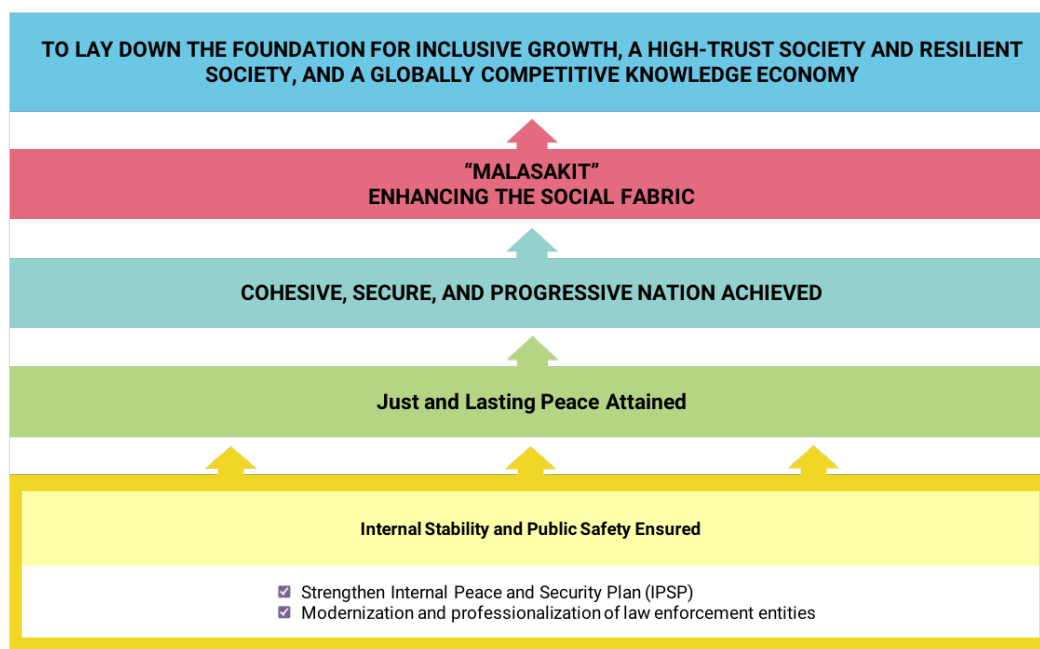 TO LAY DOWN THE FOUNDATION FOR INCLUSIVE GROWTH, A HIGH-TRUST SOCIETY AND RESILIENT
SOCIETY, AND A GLOBALLY COMPETITIVE KNOWLEDGE ECONOMY
“MALASAKIT”
ENHANCING THE SOCIAL FABRIC
COHESIVE, SECURE, AND PROGRESSIVE NATION ACHIEVED
Just and Lasting Peace Attained
Internal Stability and Public Safety Ensured
Strengthen Internal Peace and Security Plan (IPSP)
Modernization and professionalization of law enforcement entities